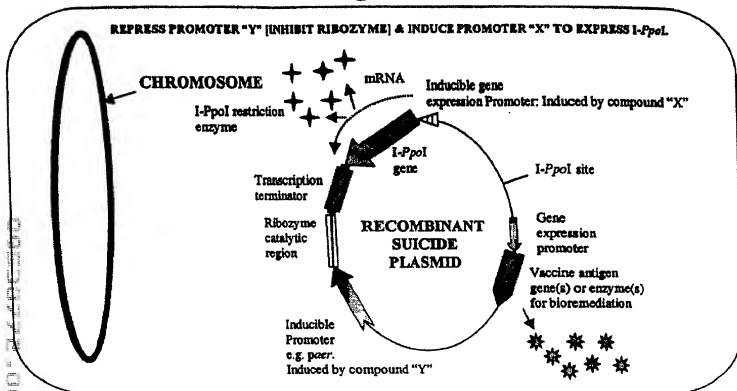 REPRESS PROMOTER "Y" [INHIBIT RIBOZYME] & INDUCE PROMOTER "X" TO EXPRESS I-PpoI.
CHROMOSOME
mRNA
Inducible gene
expression Promoter: Induced by compound "X"
I-PpoI restriction
enzyme
I-PpoI
gene
I-PpoI site
Transcription
terminator
Ribozyme
catalytic
region
RECOMBINANT
SUICIDE
PLASMID
Gene
expression
promoter
Vaccine antigen
gene(s) or enzyme(s)
for bioremediation
Inducible
Promoter
e.g. paer.
Induced by compound "Y"